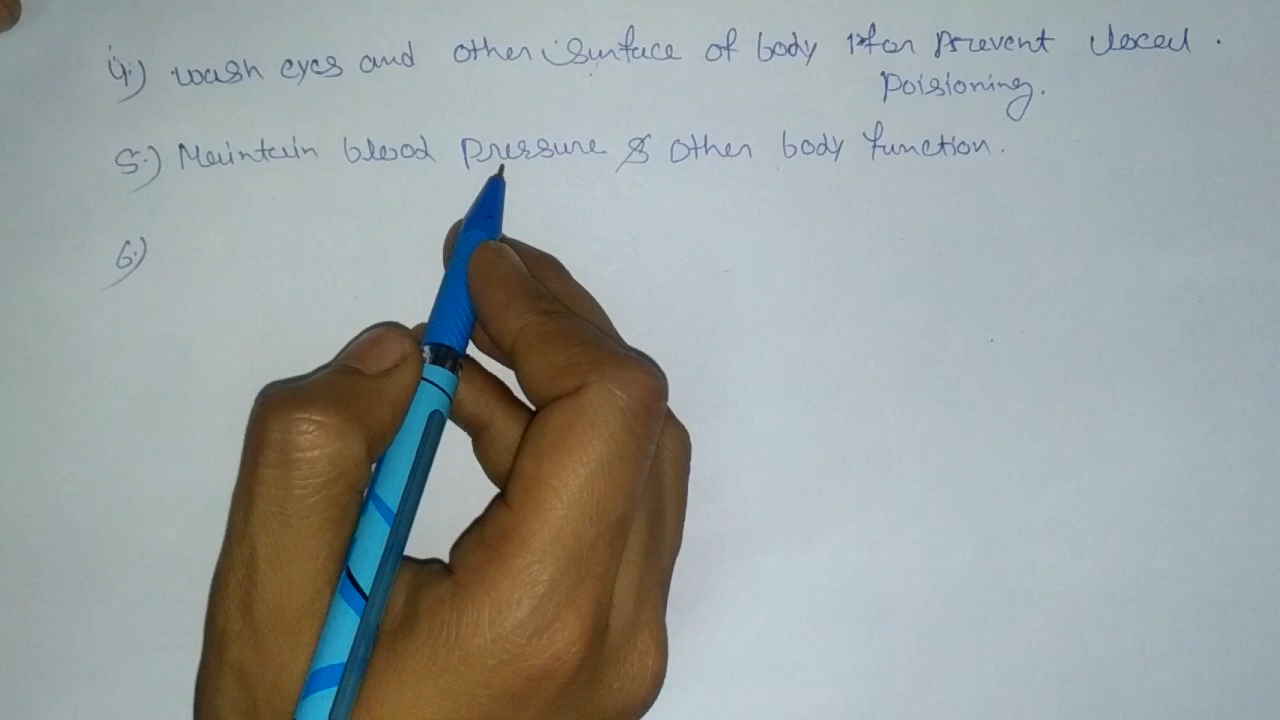 4.) wash eyes and other surface of body for prevent local.
poisioning.
5.) Maintain blood pressure & other body function.
6.)